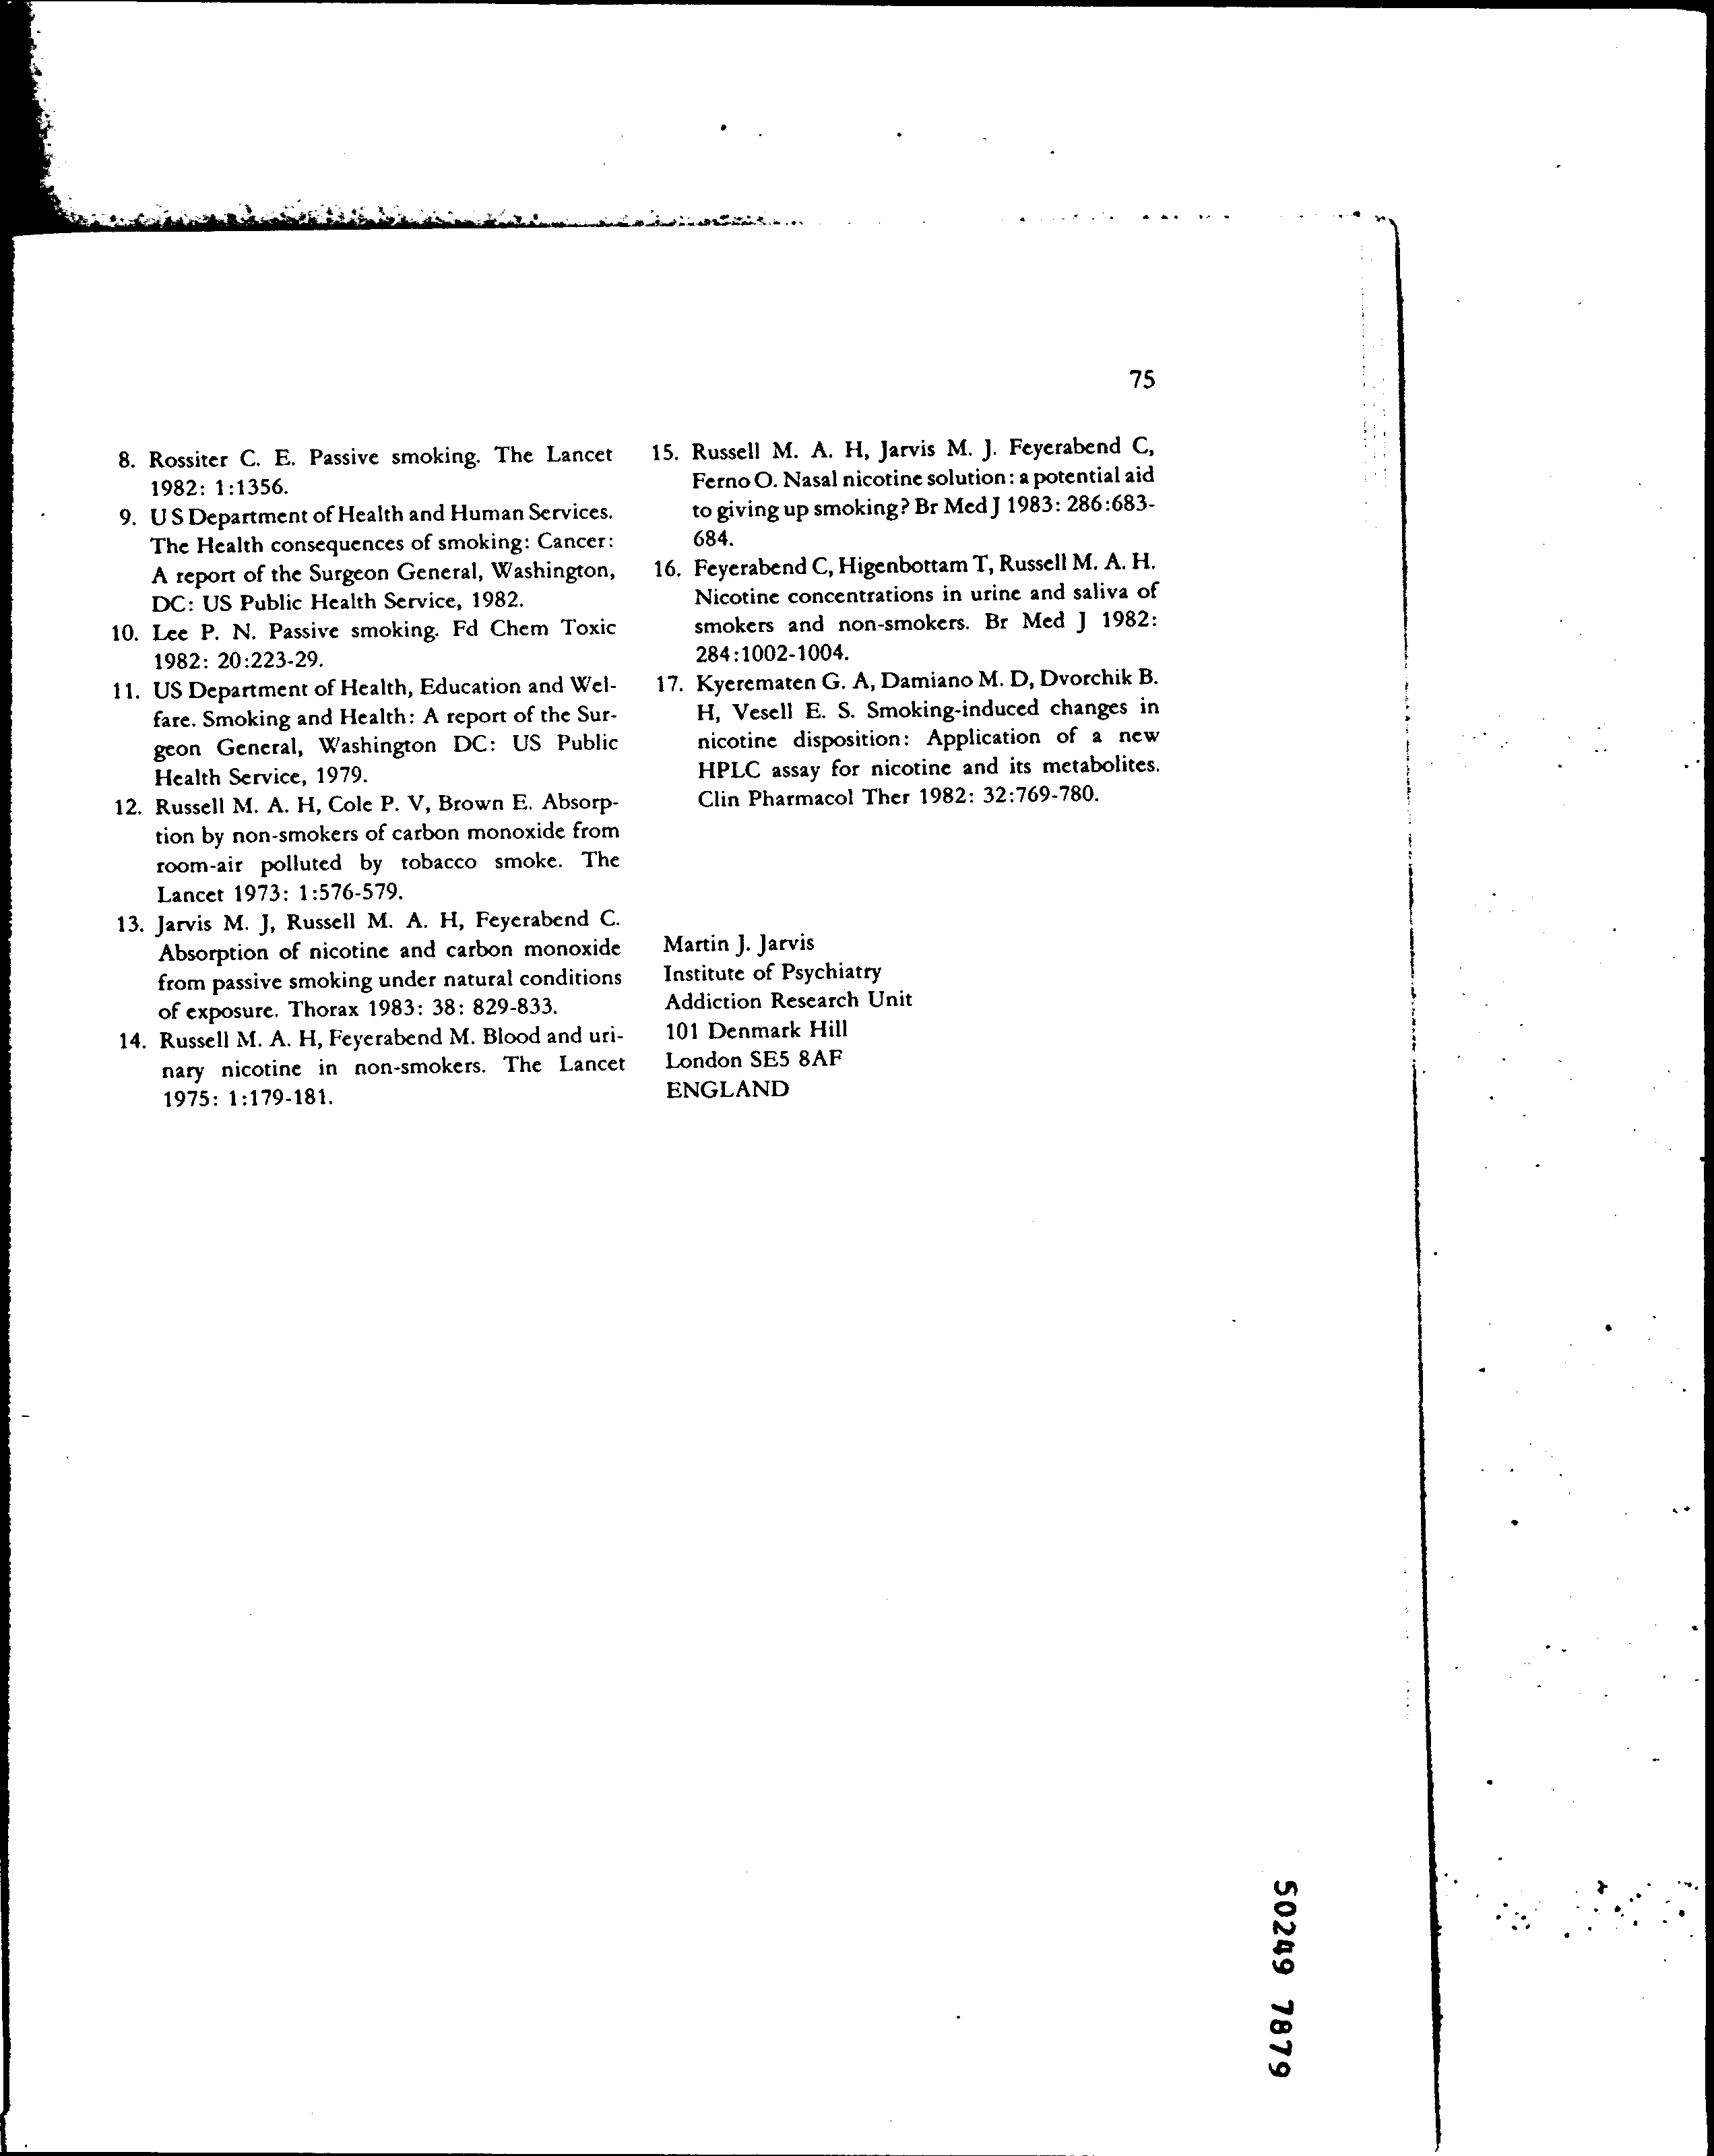 75
8. Rossiter C. E. Passive smoking. The Lancet
1982: 1:1356.
9. U S Department of Health and Human Services.
The Health consequences of smoking: Cancer:
A report of the Surgeon General, Washington,
DC: US Public Health Service, 1982.
10. Lee P. N. Passive smoking. Fd Chem Toxic
1982: 20:223-29.
11. US Department of Health, Education and Wel-
fare. Smoking and Health: A report of the Sur-
geon General, Washington DC: US Public
Health Service, 1979.
12. Russell M. A. H, Cole P. V, Brown E. Absorp-
tion by non-smokers of carbon monoxide from
room-air polluted by tobacco smoke. The
Lancet 1973: 1:576-579.
13. Jarvis M. J, Russell M. A. H, Feyerabend C.
Absorption of nicotine and carbon monoxide
from passive smoking under natural conditions
of exposure. Thorax 1983: 38: 829-833.
14. Russell M. A. H, Feyerabend M. Blood and uri-
nary nicotine in non-smokers. The Lancet
1975: 1:179-181.
15. Russell M. A. H, Jarvis M. J. Feyerabend C,
Ferno O. Nasal nicotine solution: a potential aid
to giving up smoking? Br Med J 1983: 286:683-
684.
16. Feyerabend C, Higenbottam T, Russell M. A. H.
Nicotine concentrations in urine and saliva of
smokers and non-smokers. Br Med J 1982:
284:1002-1004.
17. Kyerematen G. A, Damiano M. D, Dvorchik B.
H, Vesell E. S. Smoking-induced changes in
nicotine disposition: Application of a new
HPLC assay for nicotine and its metabolites.
Clin Pharmacol Ther 1982: 32:769-780.
Martin J. Jarvis
Institute of Psychiatry
Addiction Research Unit
101 Denmark Hill
London SE5 8AF
ENGLAND
50249 7879